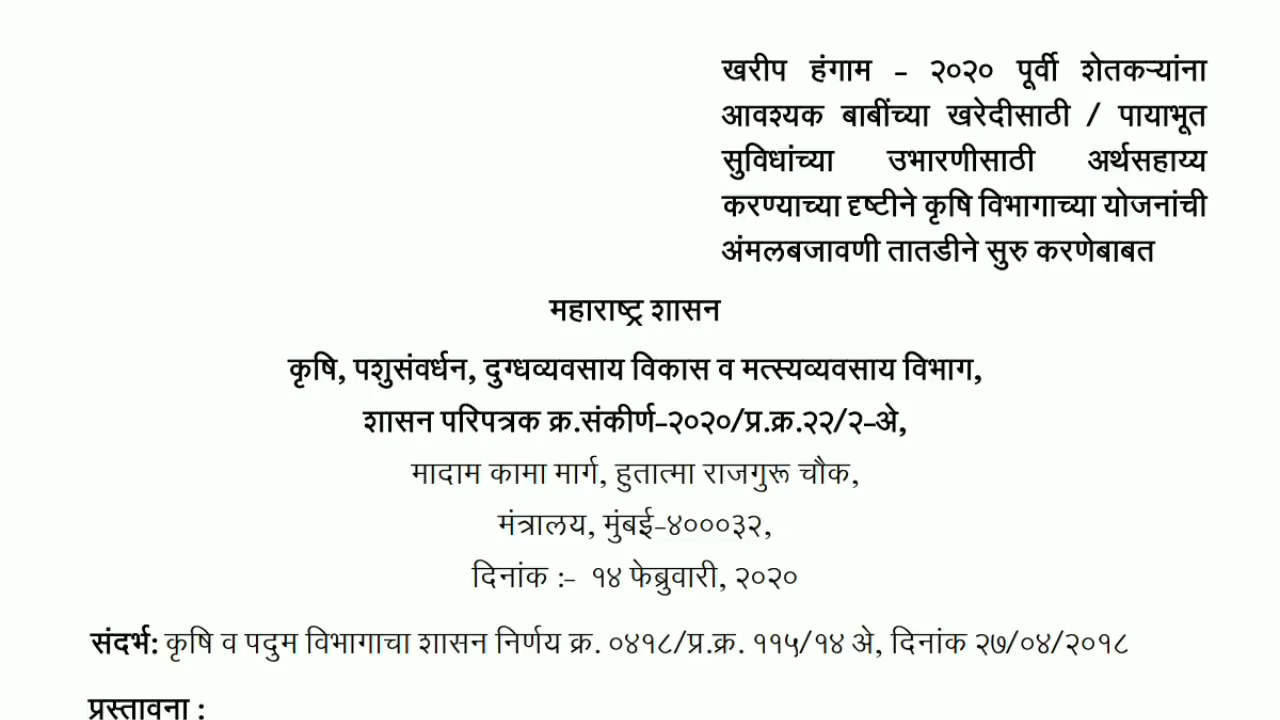 खरीप हंगाम - २०२० पूर्वी शेतकऱ्यांना
आवश्यक बाबींच्या खरेदीसाठी / पायाभूत
सुविधांच्या उभारणीसाठी अर्थसहाय्य
करण्याच्या दृष्टीने कृषि विभागाच्या योजनांची
अंमलबजावणी तातडीने सुरु करणेबाबत
महाराष्ट्र शासन
कृषि, पशुसंवर्धन, दुग्धव्यवसाय विकास व मत्स्यव्यवसाय विभाग,
शासन परिपत्रक क्र.संकीर्ण-२०२०/प्र.क्र.२२/२-अे,
मादाम कामा मार्ग, हुतात्मा राजगुरू चौक,
मंत्रालय, मुंबई-४०००३२,
दिनांक :- १४ फेब्रुवारी, २०२०
संदर्भ: कृषि व पदुम विभागाचा शासन निर्णय क्र. ०४१८/प्र.क्र. ११५/१४ अे, दिनांक २७/०४/२०१८
प्रस्तावना :